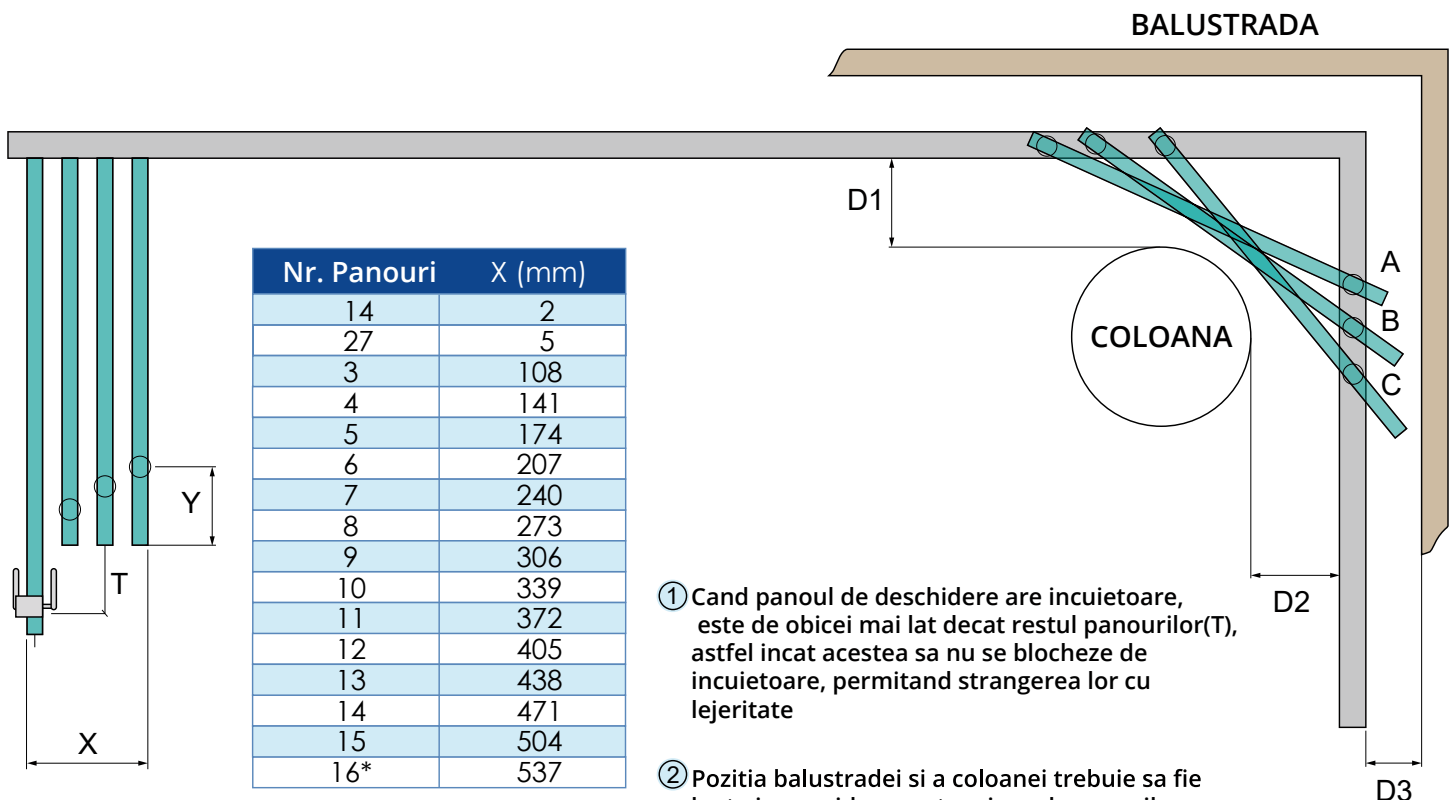 BALUSTRADA
D1
A
B
C
COLOANA
D2
D3
Y
T
X
Nr. Panouri X (mm)
14 2
27 5
3 108
4 141
5 174
6 207
7 240
8 273
9 306
10 339
11 372
12 405
13 438
14 471
15 504
16* 537
1 Cand panoul de deschidere are incuietoare,
este de obicei mai lat decat restul panourilor(T),
astfel incat acestea sa nu se blocheze de
incuietoare, permitand strangerea lor cu
lejeritate
2 Pozitia balustradei si a coloanei trebuie sa fie